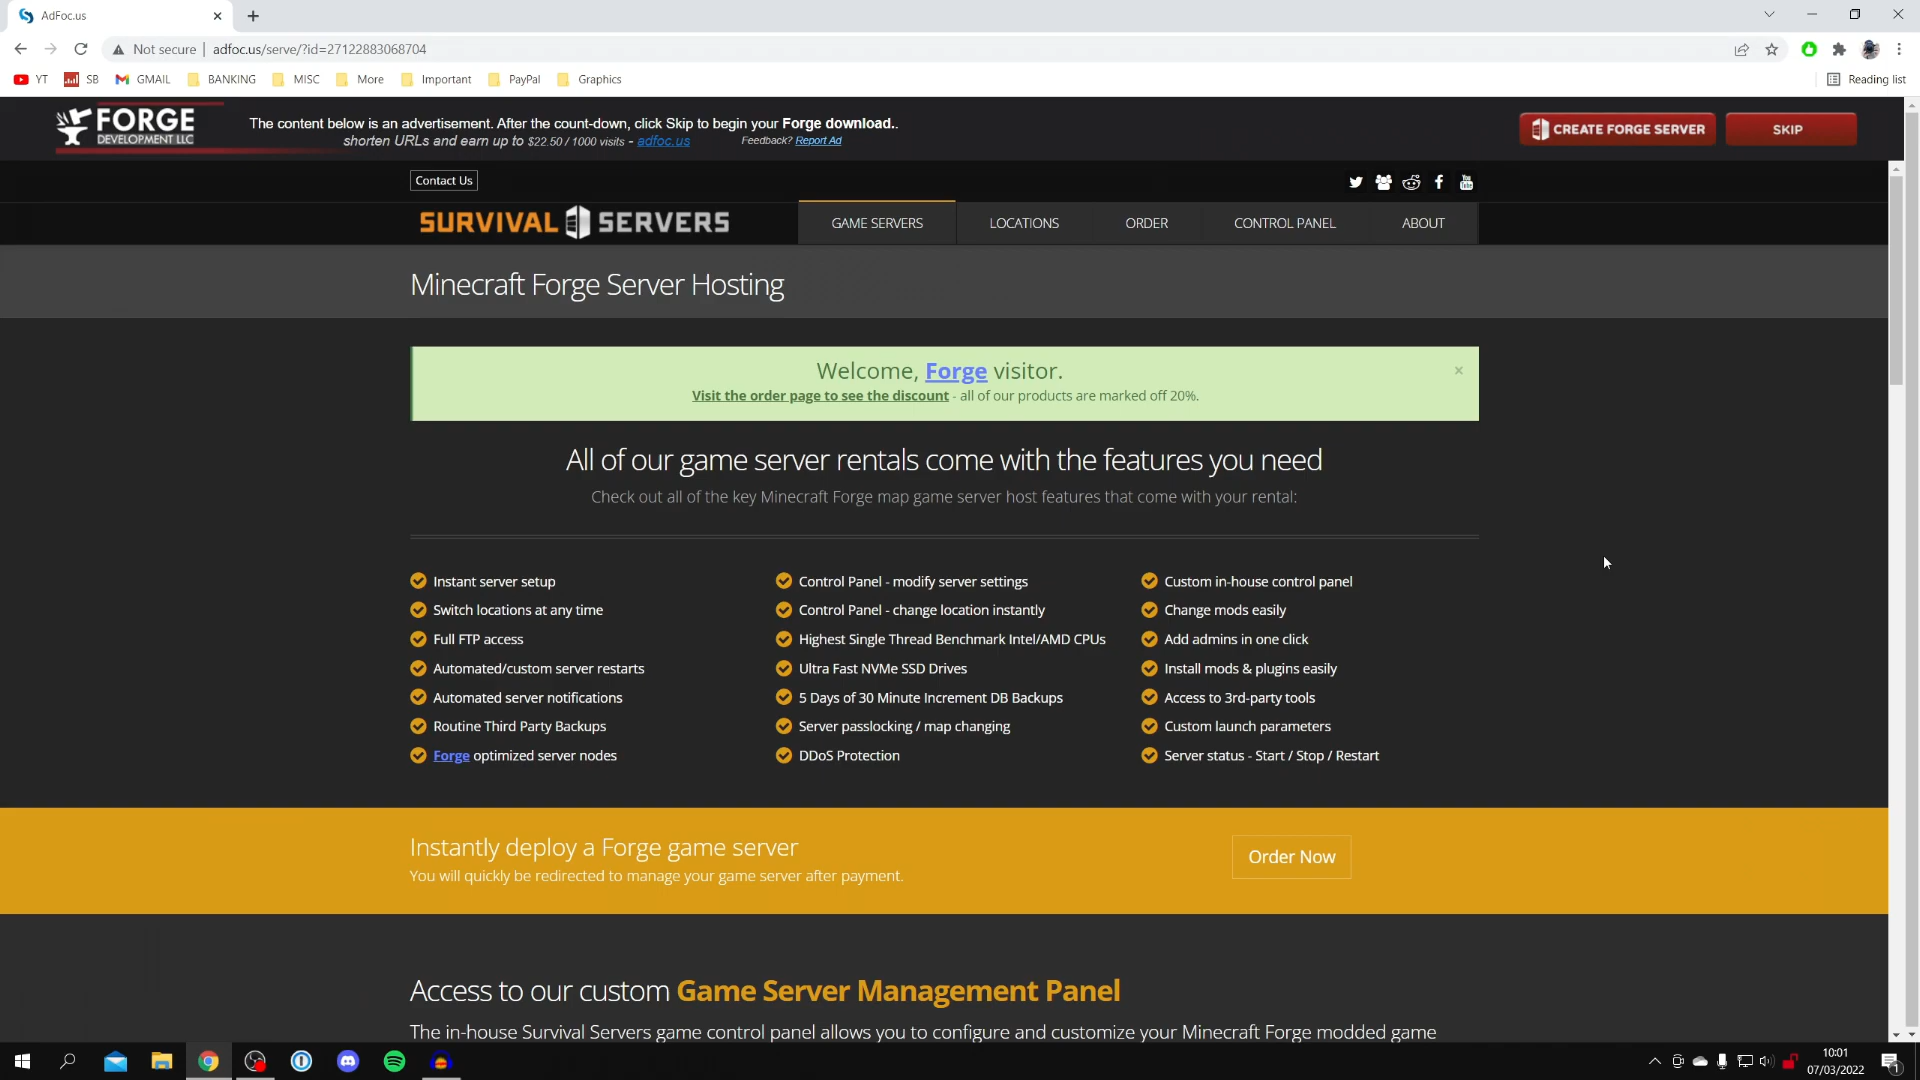 AdFoc.us
Not secure
adfoc.us/serve/?id=27122883068704
YT
SB
GMAIL
BANKING
MISC
More
Important
PayPal
Graphics
Reading list
FORGE
DEVELOPMENT LLC
The content below is an advertisement. After the count-down, click Skip to begin your Forge download..
shorten URLs and earn up to $22.50 / 1000 visits - adfoc.us
Feedback? Report Ad
CREATE FORGE SERVER
SKIP
Contact Us
You Tube
SURVIVAL SERVERS
GAME SERVERS
LOCATIONS
ORDER
CONTROL PANEL
ABOUT
Minecraft Forge Server Hosting
Welcome, Forge visitor.
×
Visit the order page to see the discount - all of our products are marked off 20%.
All of our game server rentals come with the features you need
Check out all of the key Minecraft Forge map game server host features that come with your rental:
Instant server setup
Switch locations at any time
Full FTP access
Automated/custom server restarts
Automated server notifications
Routine Third Party Backups
Forge optimized server nodes
Control Panel - modify server settings
Control Panel - change location instantly
Highest Single Thread Benchmark Intel/AMD CPUs
Ultra Fast NVMe SSD Drives
5 Days of 30 Minute Increment DB Backups
Server passlocking / map changing
DDoS Protection
Custom in-house control panel
Change mods easily
Add admins in one click
Install mods & plugins easily
Access to 3rd-party tools
Custom launch parameters
Server status - Start / Stop / Restart
Instantly deploy a Forge game server
You will quickly be redirected to manage your game server after payment.
Order Now
Access to our custom Game Server Management Panel
The in-house Survival Servers game control panel allows you to configure and customize your Minecraft Forge modded game
10:01
07/03/2022
1